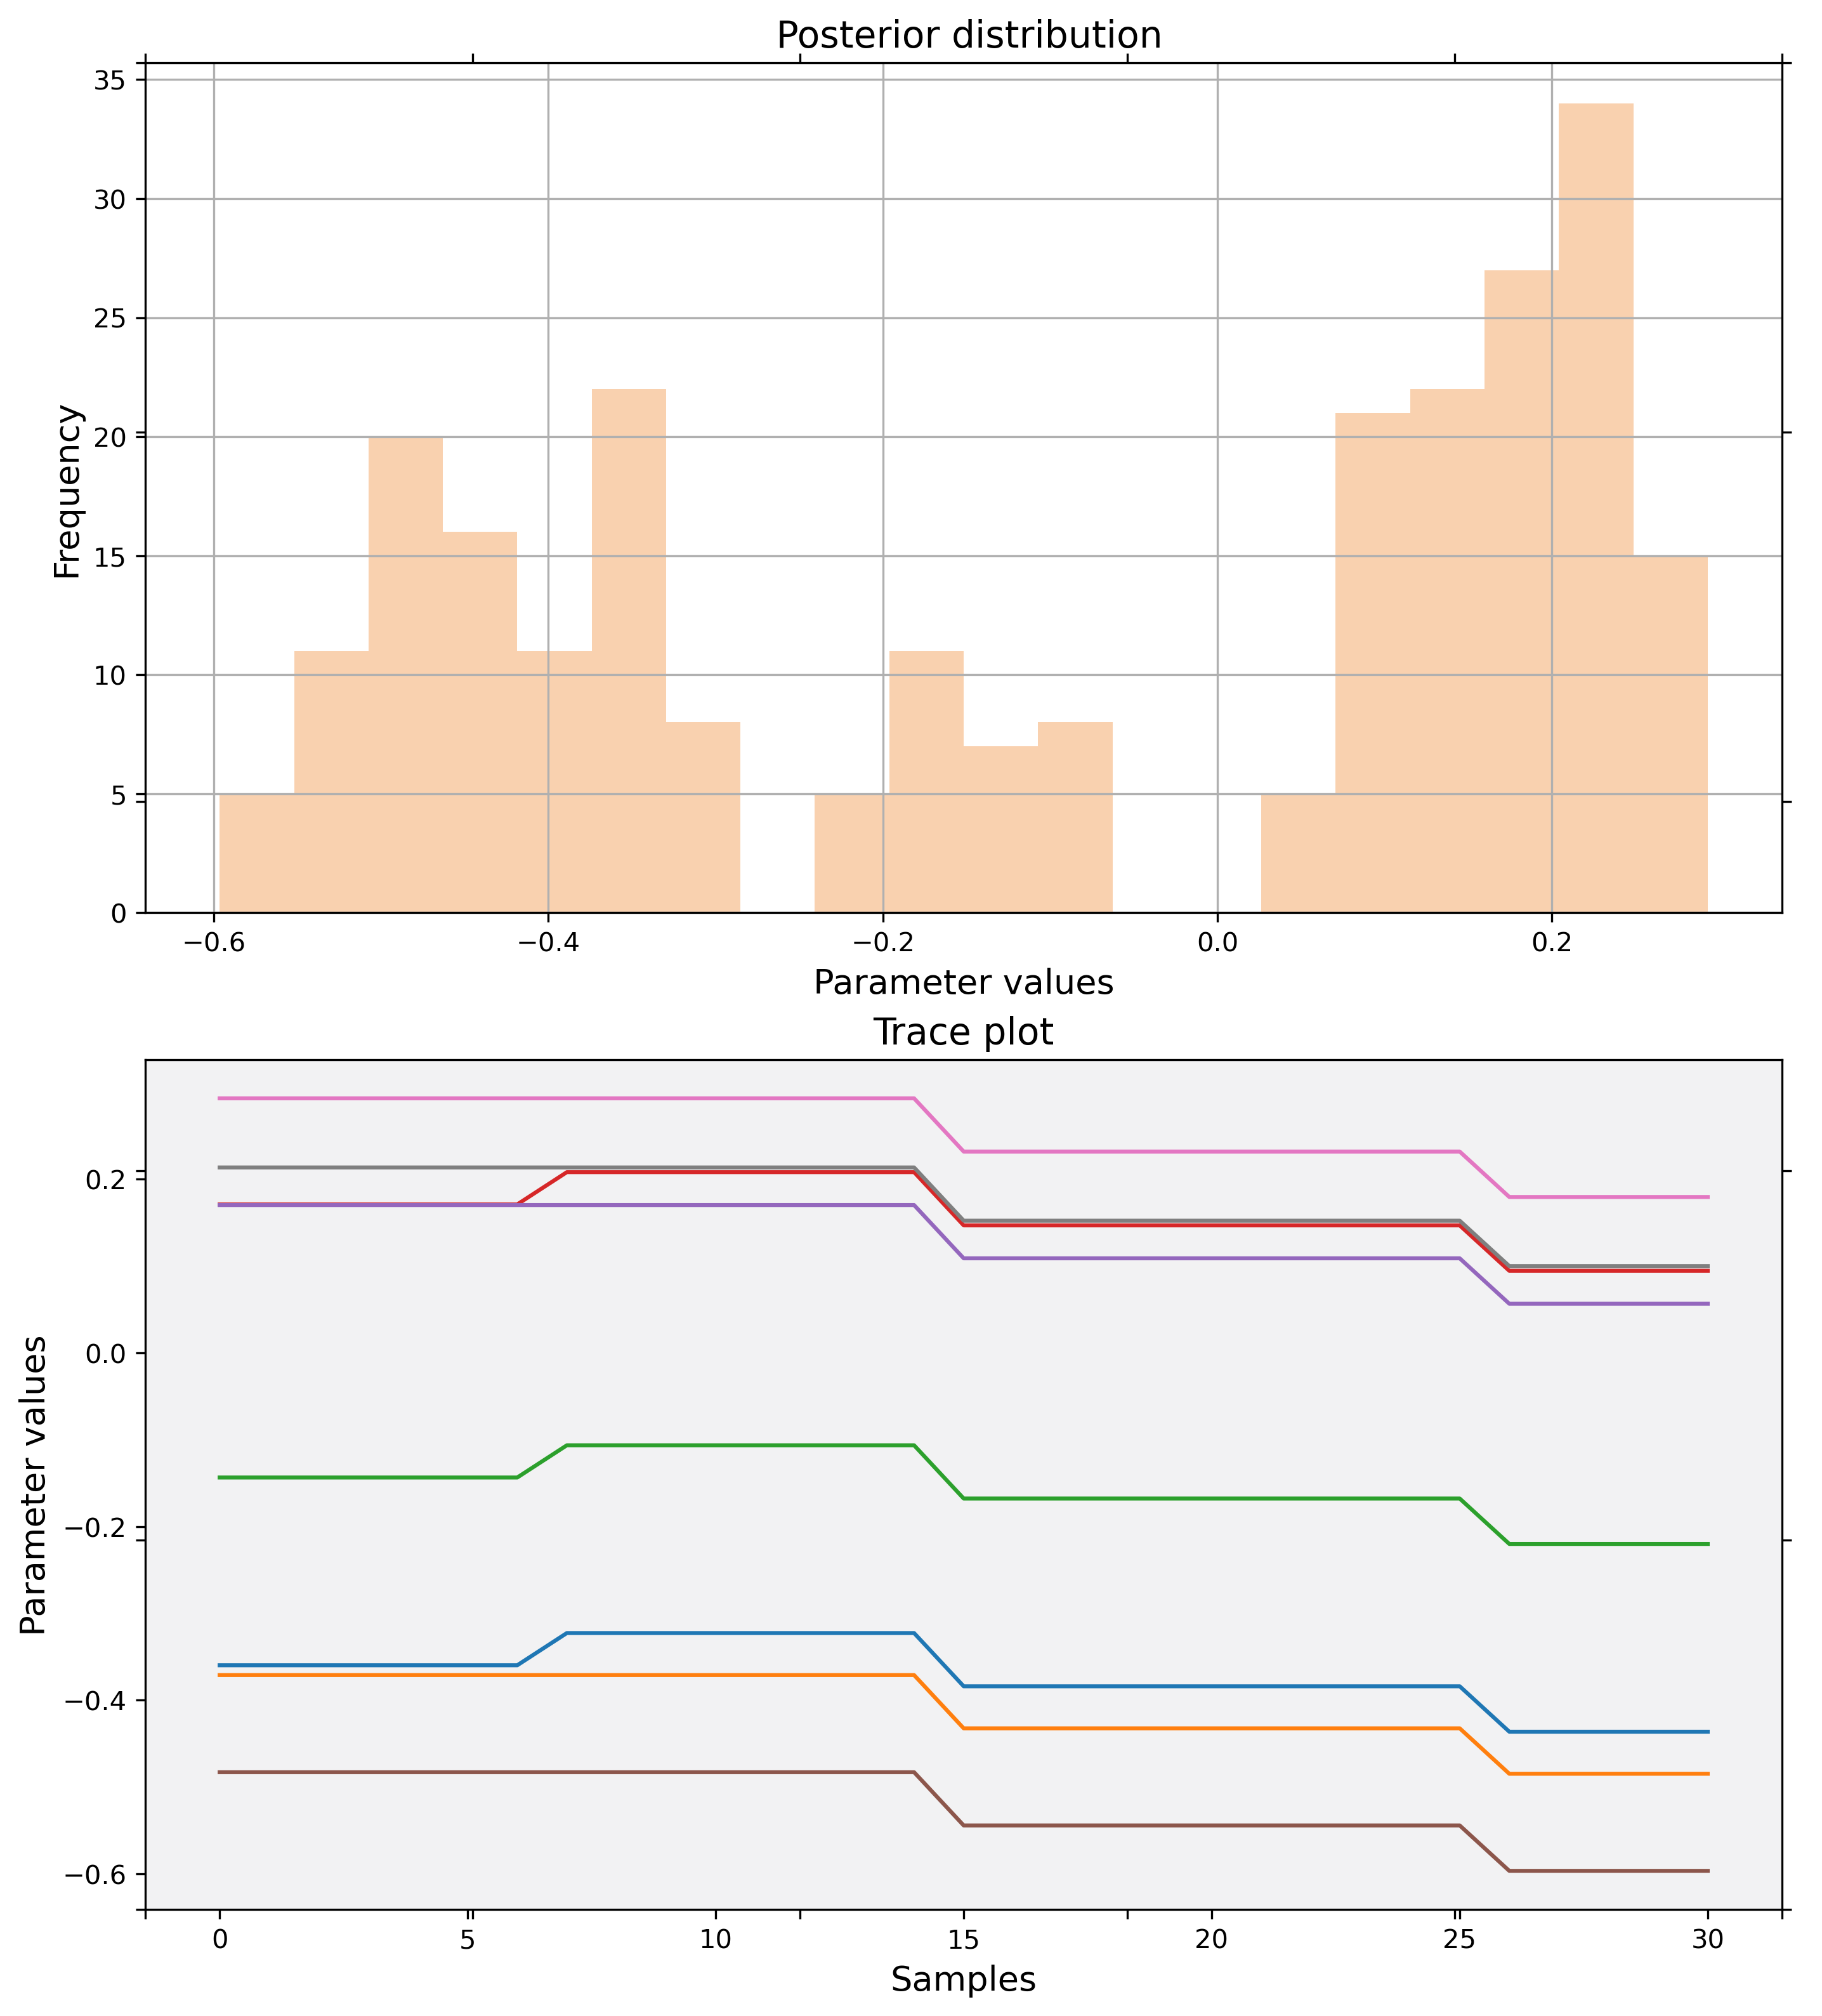 Posterior distribution
35
30
25
20
15
10
5
0
Frequency
−0.6 −0.4 −0.2 0.0 0.2
Parameter values
Trace plot
0.2
0.0
−0.2
−0.4
−0.6
Parameter values
0 5 10 15 20 25 30
Samples